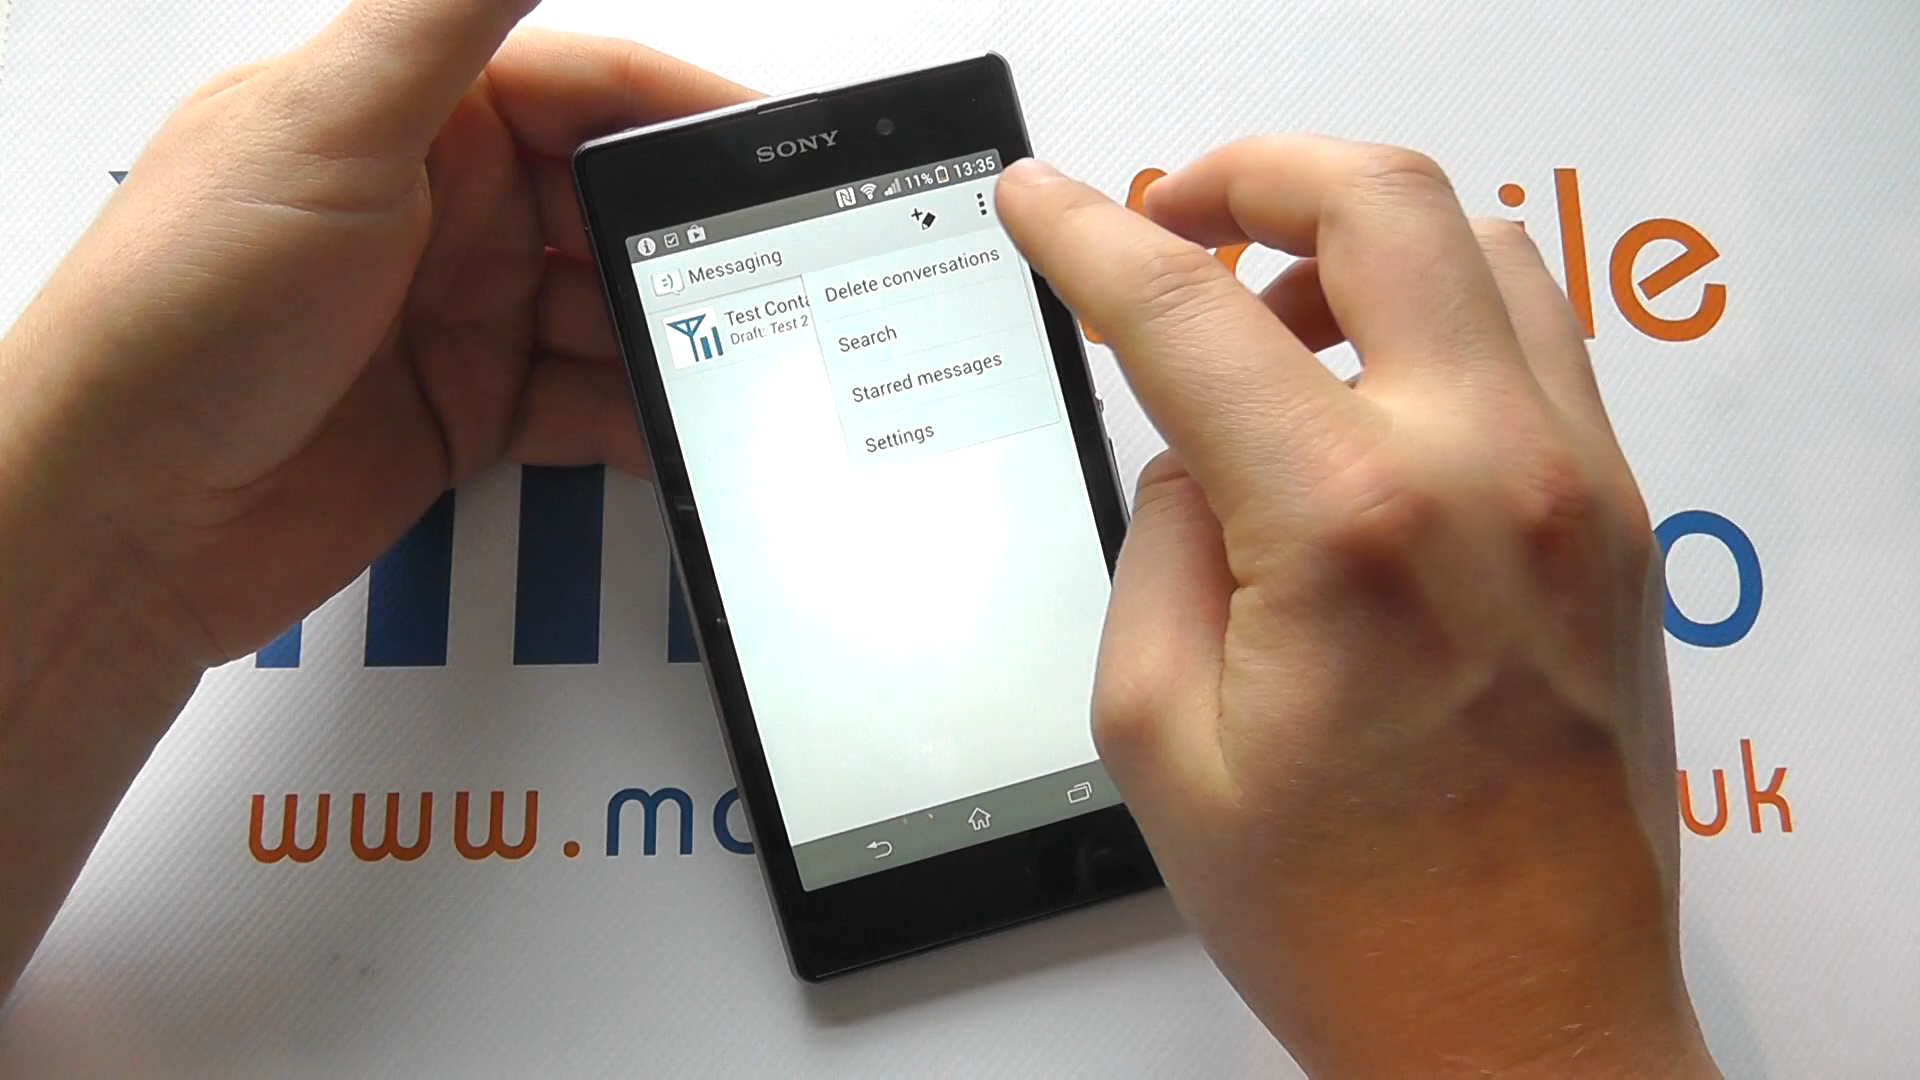 SONY
11% 13:35
Messaging
Test Conta
Draft: Test 2
Delete conversations
Search
Starred messages
Settings
ile
o
www.mo
uk